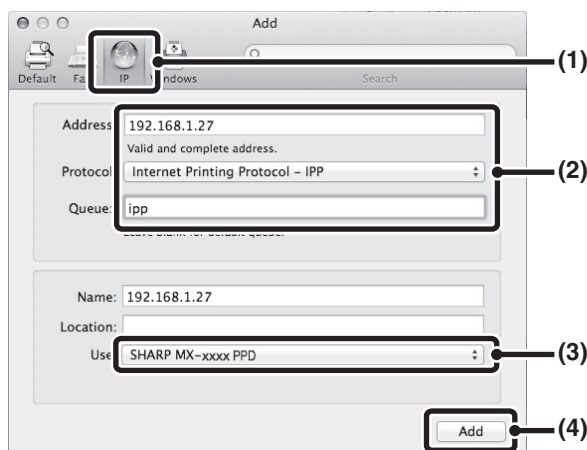 Add
(1)
Default Fa IP ndows Search
Address 192.168.1.27
Valid and complete address.
(2)
Protocol Internet Printing Protocol – IPP
Queue: ipp
Leave blank for default queue.
Name: 192.168.1.27
Location:
Use SHARP MX-xxxx PPD
(3)
Add
(4)